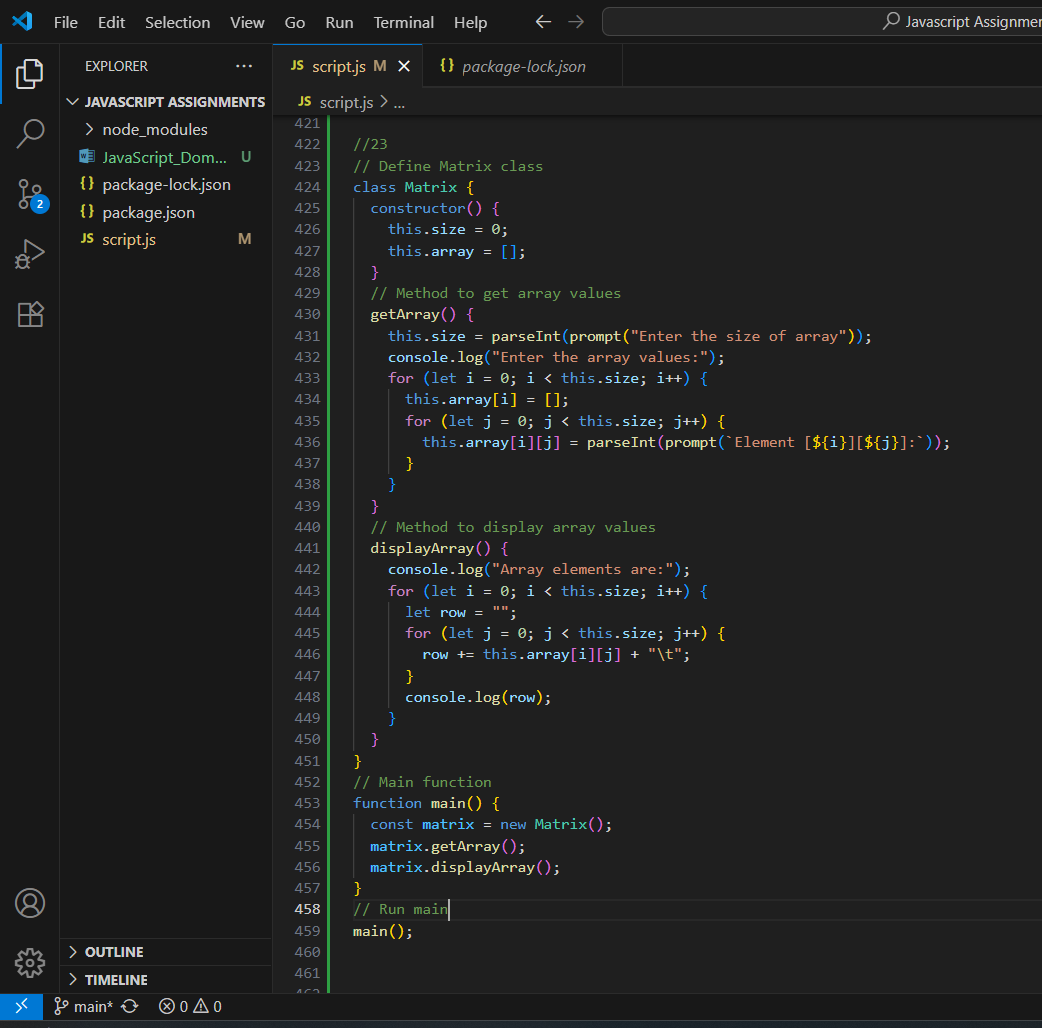 File Edit Selection View Go Run Terminal Help Javascript Assignmen
EXPLORER ...
JAVASCRIPT ASSIGNMENTS
node_modules
JavaScript_Dom... U
{} package-lock.json
{} package.json
JS script.js M
OUTLINE
TIMELINE
JS script.js M {} package-lock.json
JS script.js > ...
421
422 //23
423 // Define Matrix class
424 class Matrix {
425 constructor() {
426 this.size = 0;
427 this.array = [];
428 }
429 // Method to get array values
430 getArray() {
431 this.size = parseInt(prompt("Enter the size of array"));
432 console.log("Enter the array values:");
433 for (let i = 0; i < this.size; i++) {
434 this.array[i] = [];
435 for (let j = 0; j < this.size; j++) {
436 this.array[i][j] = parseInt(prompt(`Element [${i}][${j}]:`));
437 }
438 }
439 }
440 // Method to display array values
441 displayArray() {
442 console.log("Array elements are:");
443 for (let i = 0; i < this.size; i++) {
444 let row = "";
445 for (let j = 0; j < this.size; j++) {
446 row += this.array[i][j] + "\t";
447 }
448 console.log(row);
449 }
450 }
451 }
452 // Main function
453 function main() {
454 const matrix = new Matrix();
455 matrix.getArray();
456 matrix.displayArray();
457 }
458 // Run main
459 main();
460
461
2
main* 0 0